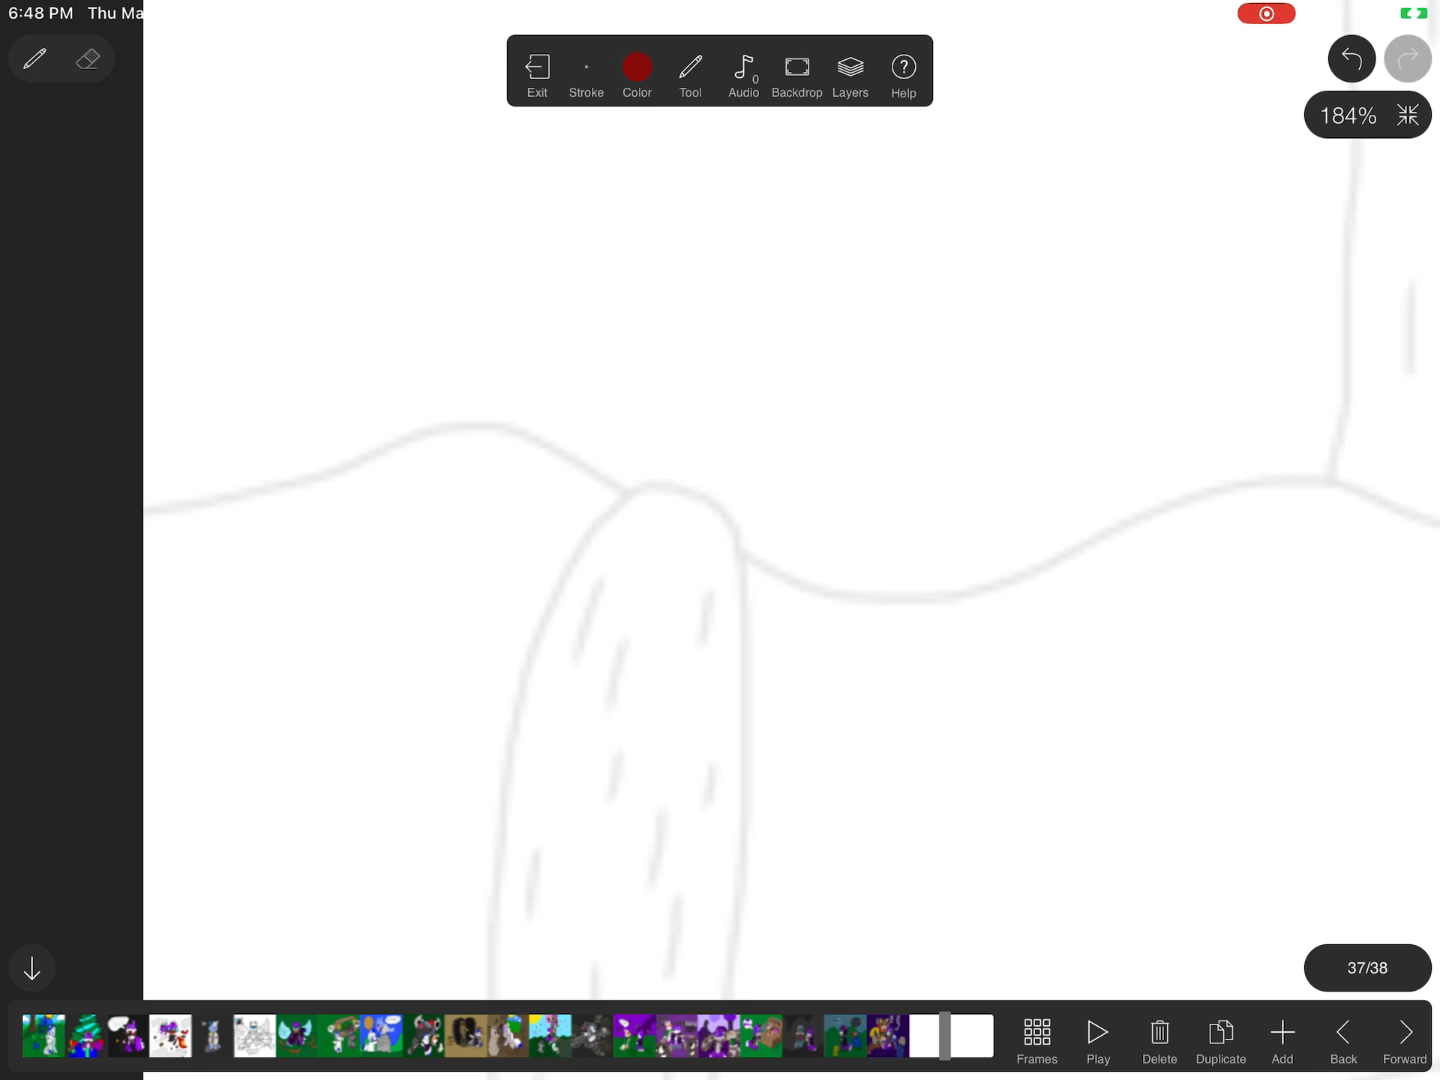 6:48 PM Thu Ma
Exit Stroke Color Tool Audio 0 Backdrop Layers Help
184%
37/38
Frames Play Delete Duplicate Add Back Forward